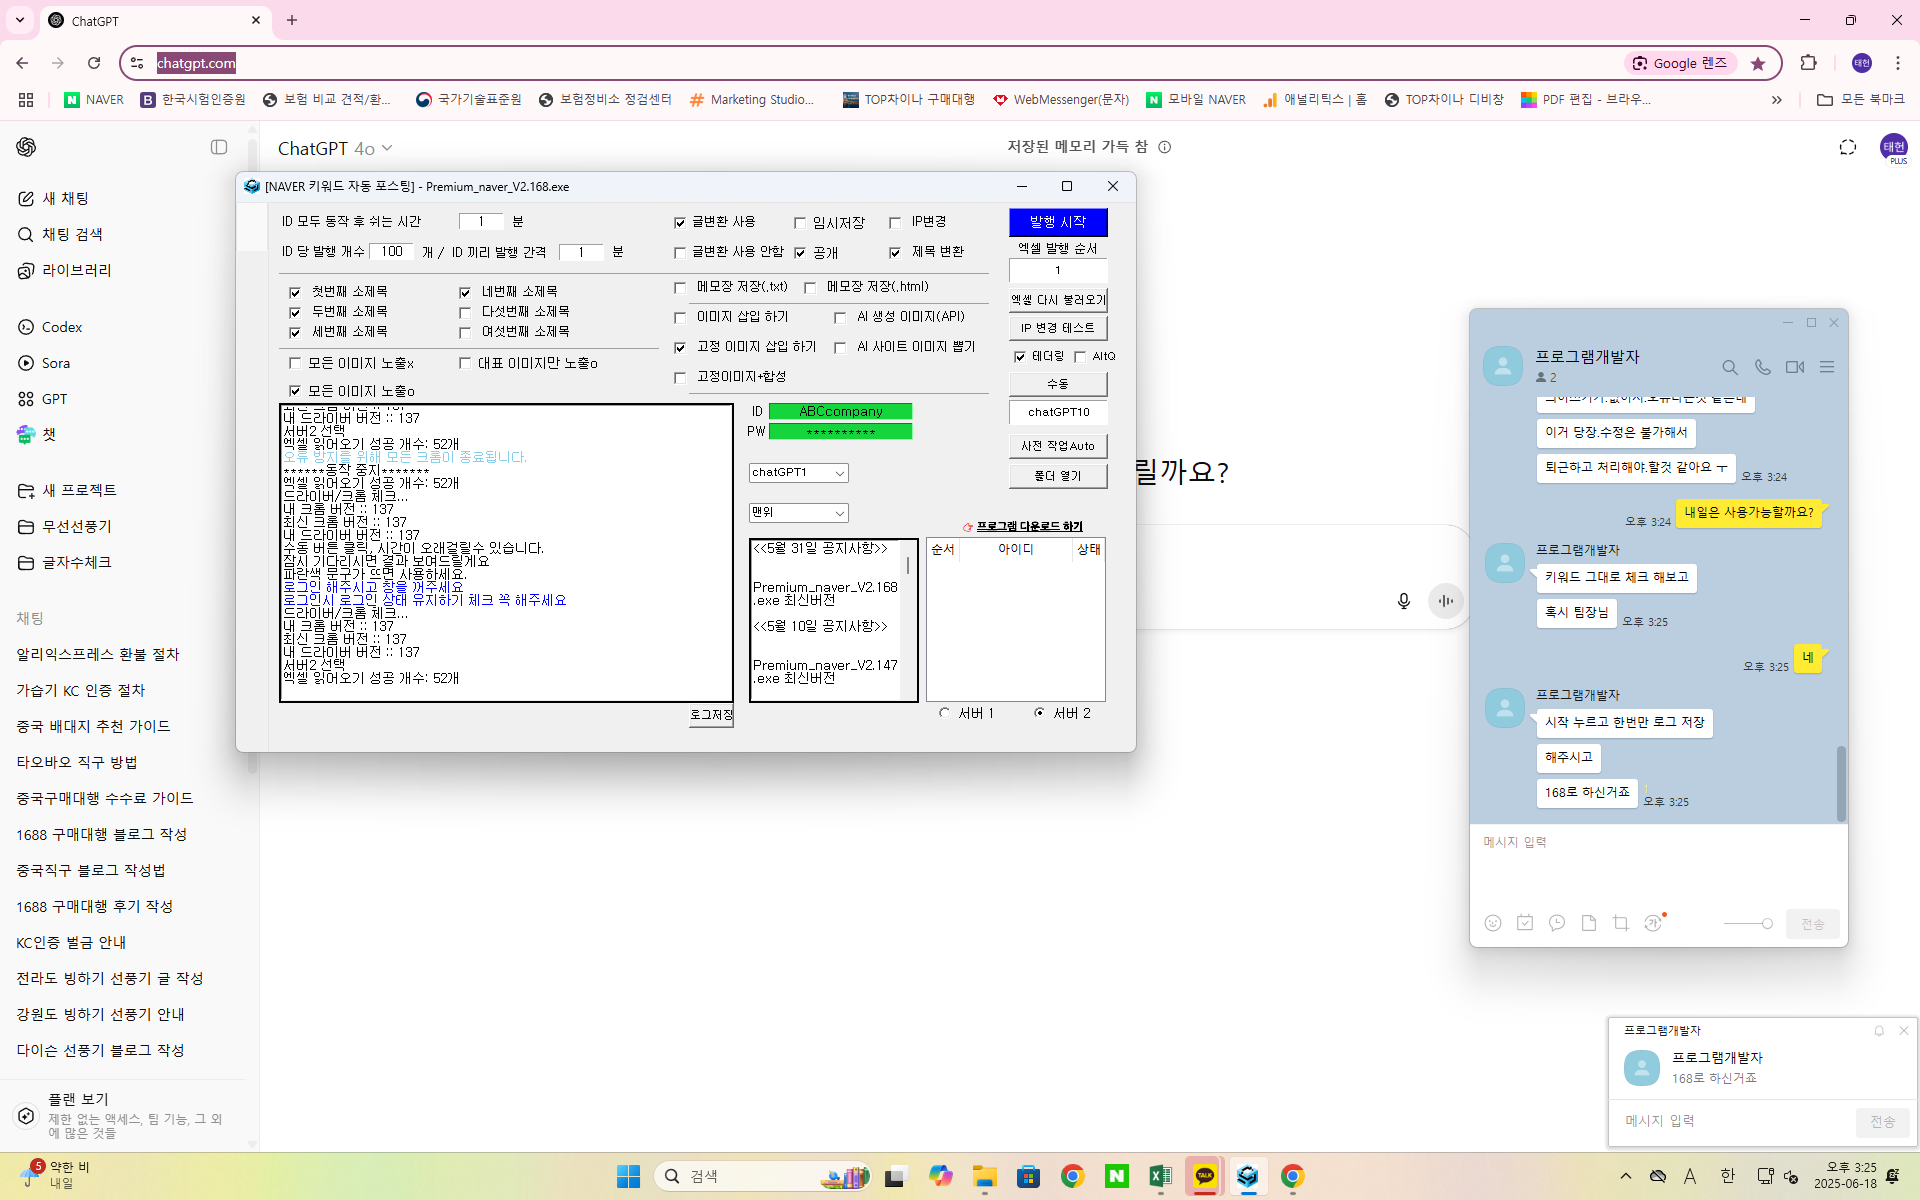 ChatGPT
chatgpt.com
Google 렌즈
태헌
NAVER
한국시험인증원
보험 비교 견적/환...
국가기술표준원
보험정비소 정검센터
Marketing Studio...
TOP차이나 구매대행
WebMessenger(문자)
모바일 NAVER
애널리틱스 | 홈
TOP차이나 디비창
PDF 편집 - 브라우...
모든 북마크
새 채팅
채팅 검색
라이브러리
Codex
Sora
GPT
챗
새 프로젝트
무선선풍기
글자수체크
채팅
알리익스프레스 환불 절차
가습기 KC 인증 절차
중국 배대지 추천 가이드
타오바오 직구 방법
중국구매대행 수수료 가이드
1688 구매대행 블로그 작성
중국직구 블로그 작성법
1688 구매대행 후기 작성
KC인증 벌금 안내
전라도 빙하기 선풍기 글 작성
강원도 빙하기 선풍기 안내
다이슨 선풍기 블로그 작성
플랜 보기
제한 없는 액세스, 팀 기능, 그 외
에 많은 것들
ChatGPT 4o
저장된 메모리 가득 참
태헌
PLUS
릴까요?
[NAVER 키워드 자동 포스팅] - Premium_naver_V2.168.exe
ID 모두 동작 후 쉬는 시간 1 분
ID 당 발행 개수 100 개 / ID 끼리 발행 간격 1 분
글변환 사용 임시저장 IP변경
글변환 사용 안함 공개 제목 변환
첫번째 소제목 네번째 소제목
두번째 소제목 다섯번째 소제목
세번째 소제목 여섯번째 소제목
모든 이미지 노출x 대표 이미지만 노출o
모든 이미지 노출o
메모장 저장(.txt) 메모장 저장(.html)
이미지 삽입 하기 AI 생성 이미지(API)
고정 이미지 삽입 하기 AI 사이트 이미지 뽑기
고정이미지+합성
발행 시작
엑셀 발행 순서
1
엑셀 다시 불러오기
IP 변경 테스트
테더링 AltQ
수동
chatGPT10
사전 작업Auto
폴더 열기
내 드라이버 버전 :: 137
서버2 선택
엑셀 읽어오기 성공 개수: 52개
오류 방지를 위해 모든 크롬이 종료됩니다.
******동작 중지*******
엑셀 읽어오기 성공 개수: 52개
드라이버/크롬 체크...
내 크롬 버전 :: 137
최신 크롬 버전 :: 137
내 드라이버 버전 :: 137
수동 버튼 클릭, 시간이 오래걸릴수 있습니다.
잠시 기다리시면 결과 보여드릴게요
파란색 문구가 뜨면 사용하세요.
로그인 해주시고 창을 꺼주세요
로그인시 로그인 상태 유지하기 체크 꼭 해주세요
드라이버/크롬 체크...
내 크롬 버전 :: 137
최신 크롬 버전 :: 137
내 드라이버 버전 :: 137
서버2 선택
엑셀 읽어오기 성공 개수: 52개
로그저장
ID ABCcompany
PW **********
chatGPT1
맨위
프로그램 다운로드 하기
<<5월 31일 공지사항>>
Premium_naver_V2.168
.exe 최신버전
<<5월 10일 공지사항>>
Premium_naver_V2.147
.exe 최신버전
순서 아이디 상태
서버 1 서버 2
프로그램개발자
2
이거 당장.수정은 불가해서
퇴근하고 처리해야.할것 같아요 ㅜ
오후 3:24
내일은 사용가능할까요?
오후 3:24
프로그램개발자
키워드 그대로 체크 해보고
혹시 팀장님
오후 3:25
네
오후 3:25
프로그램개발자
시작 누르고 한번만 로그 저장
해주시고
168로 하신거죠
1
오후 3:25
메시지 입력
전송
프로그램개발자
프로그램개발자
168로 하신거죠
메시지 입력
전송
5
약한 비
내일
검색
TALK
A
한
오후 3:25
2025-06-18